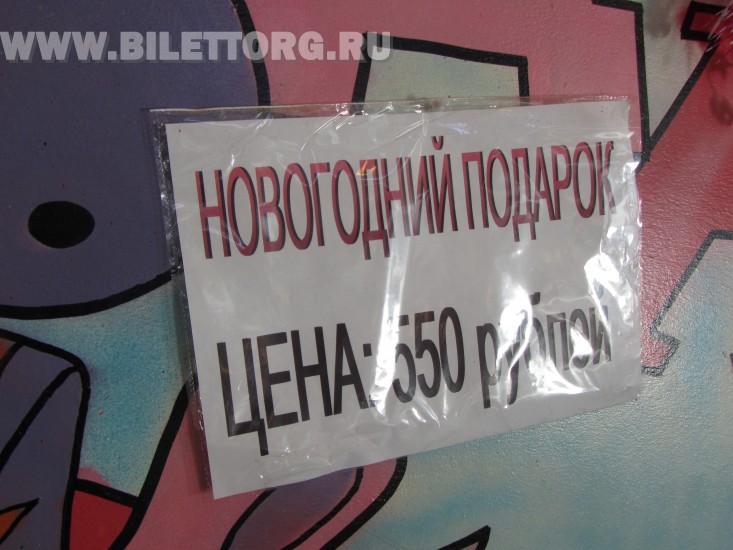 WWW.BILETTORG.RU
НОВОГОДНИЙ ПОДАРОК
ЦЕНА: 550 рублей